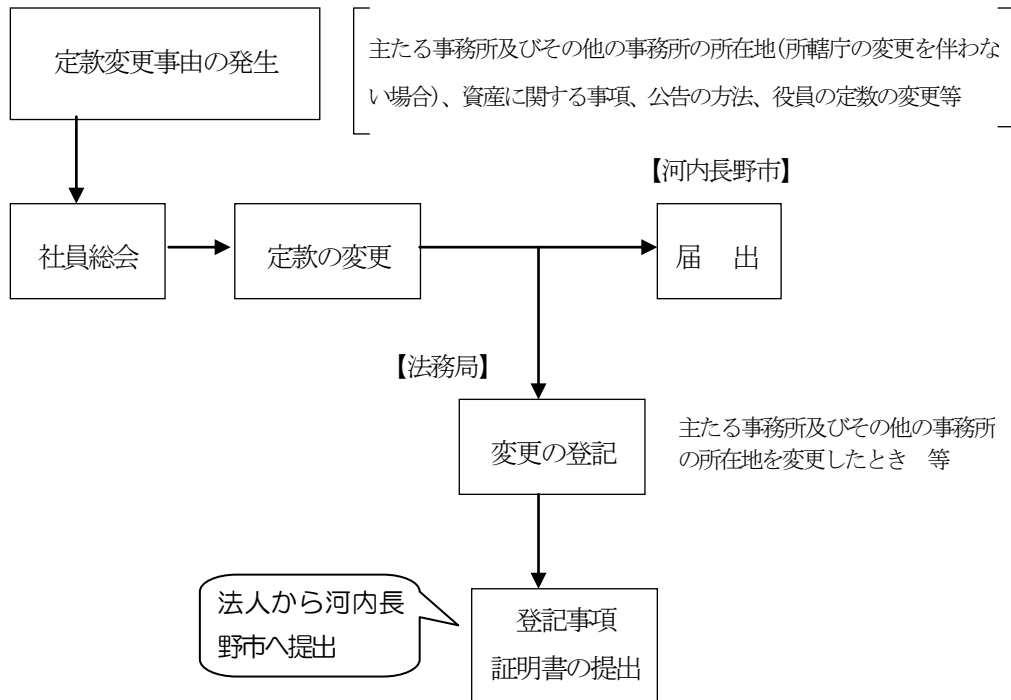 定款変更事由の発生
主たる事務所及びその他の事務所の所在地(所轄庁の変更を伴わな
い場合)、資産に関する事項、公告の方法、役員の定数の変更等
【河内長野市】
社員総会
定款の変更
届　出
【法務局】
変更の登記
主たる事務所及びその他の事務所
の所在地を変更したとき　等
法人から河内長
野市へ提出
登記事項
証明書の提出